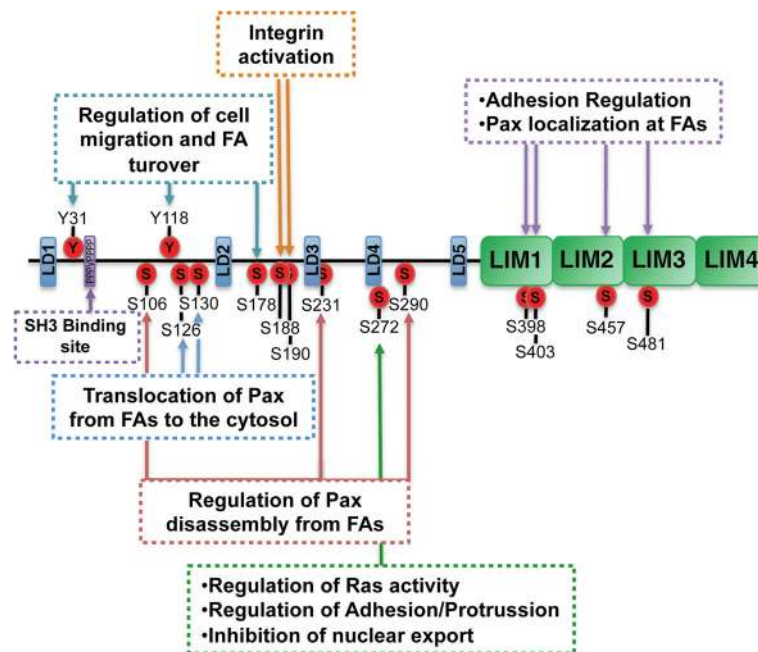 Integrin
activation
Regulation of cell
migration and FA
turnover
•Adhesion Regulation
•Pax localization at FAs
Y31
Y118
Y
Y
LD1
LD2
LD3
LD4
LD5
LIM1
LIM2
LIM3
LIM4
S
S
S
S
S
S
S
S
S
S
S
S
S
S106
S126
S130
S178
S188
S190
S231
S272
S290
S398
S403
S457
S481
SH3 Binding
site
Translocation of Pax
from FAs to the cytosol
Regulation of Pax
disassembly from FAs
•Regulation of Ras activity
•Regulation of Adhesion/Protrussion
•Inhibition of nuclear export